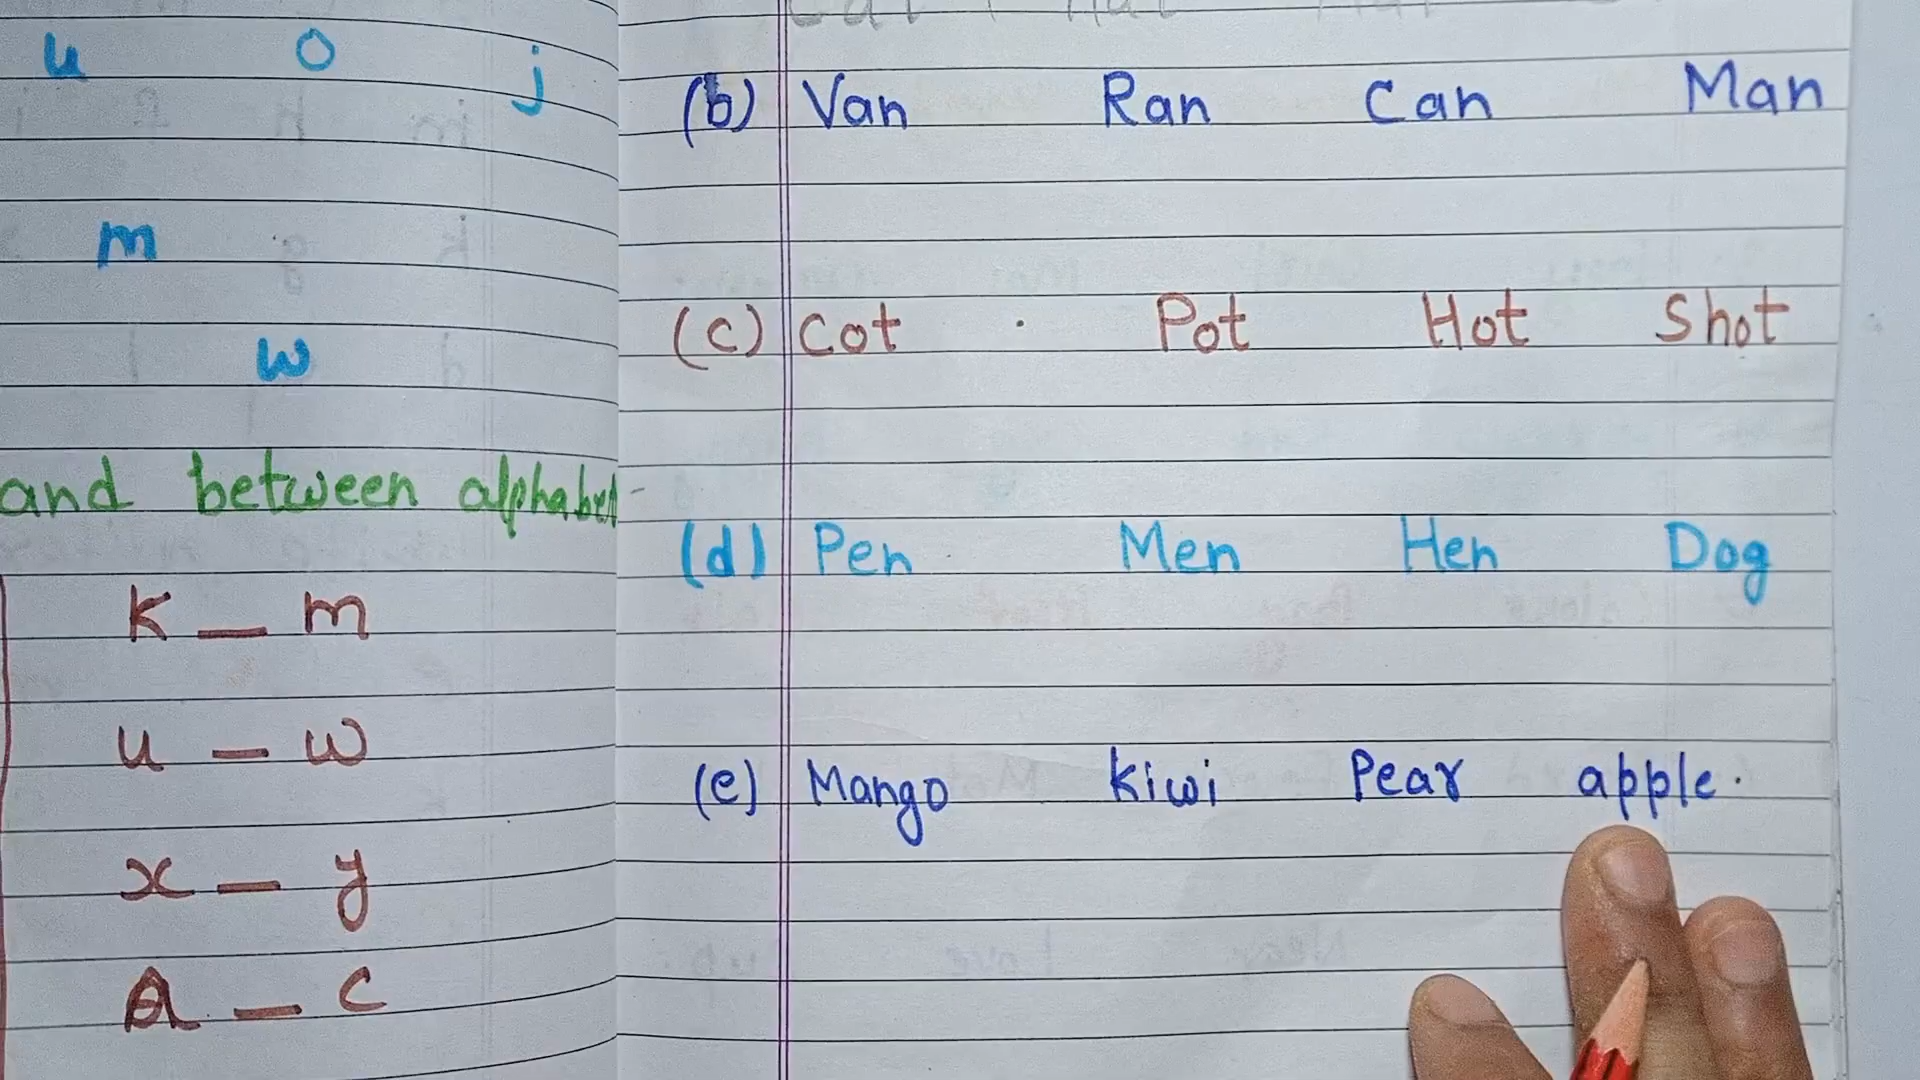 u o j
m
w
and between alphabet-
K _ m
u _ w
x _ y
A _ c
(b) Van Ran Can Man
(c) Cot Pot Hot Shot
(d) Pen Men Hen Dog
(e) Mango kiwi Pear apple.